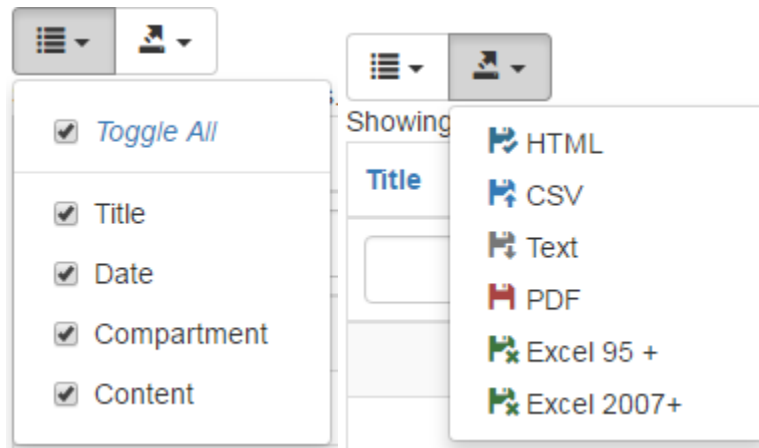 Toggle All
Title
Date
Compartment
Content
Showing
Title
HTML
CSV
Text
PDF
Excel 95 +
Excel 2007+